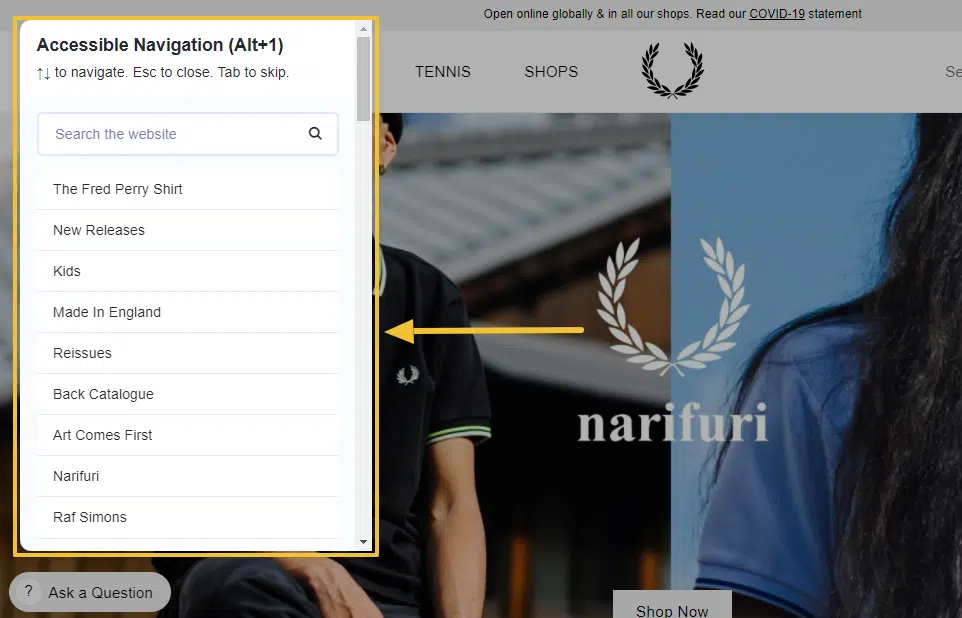 Open online globally & in all our shops. Read our COVID-19 statement
Accessible Navigation (Alt+1)
↑↓ to navigate. Esc to close. Tab to skip.
TENNIS
SHOPS
Se
Search the website
The Fred Perry Shirt
New Releases
Kids
Made In England
Reissues
Back Catalogue
Art Comes First
Narifuri
Raf Simons
narifuri
? Ask a Question
Shop Now